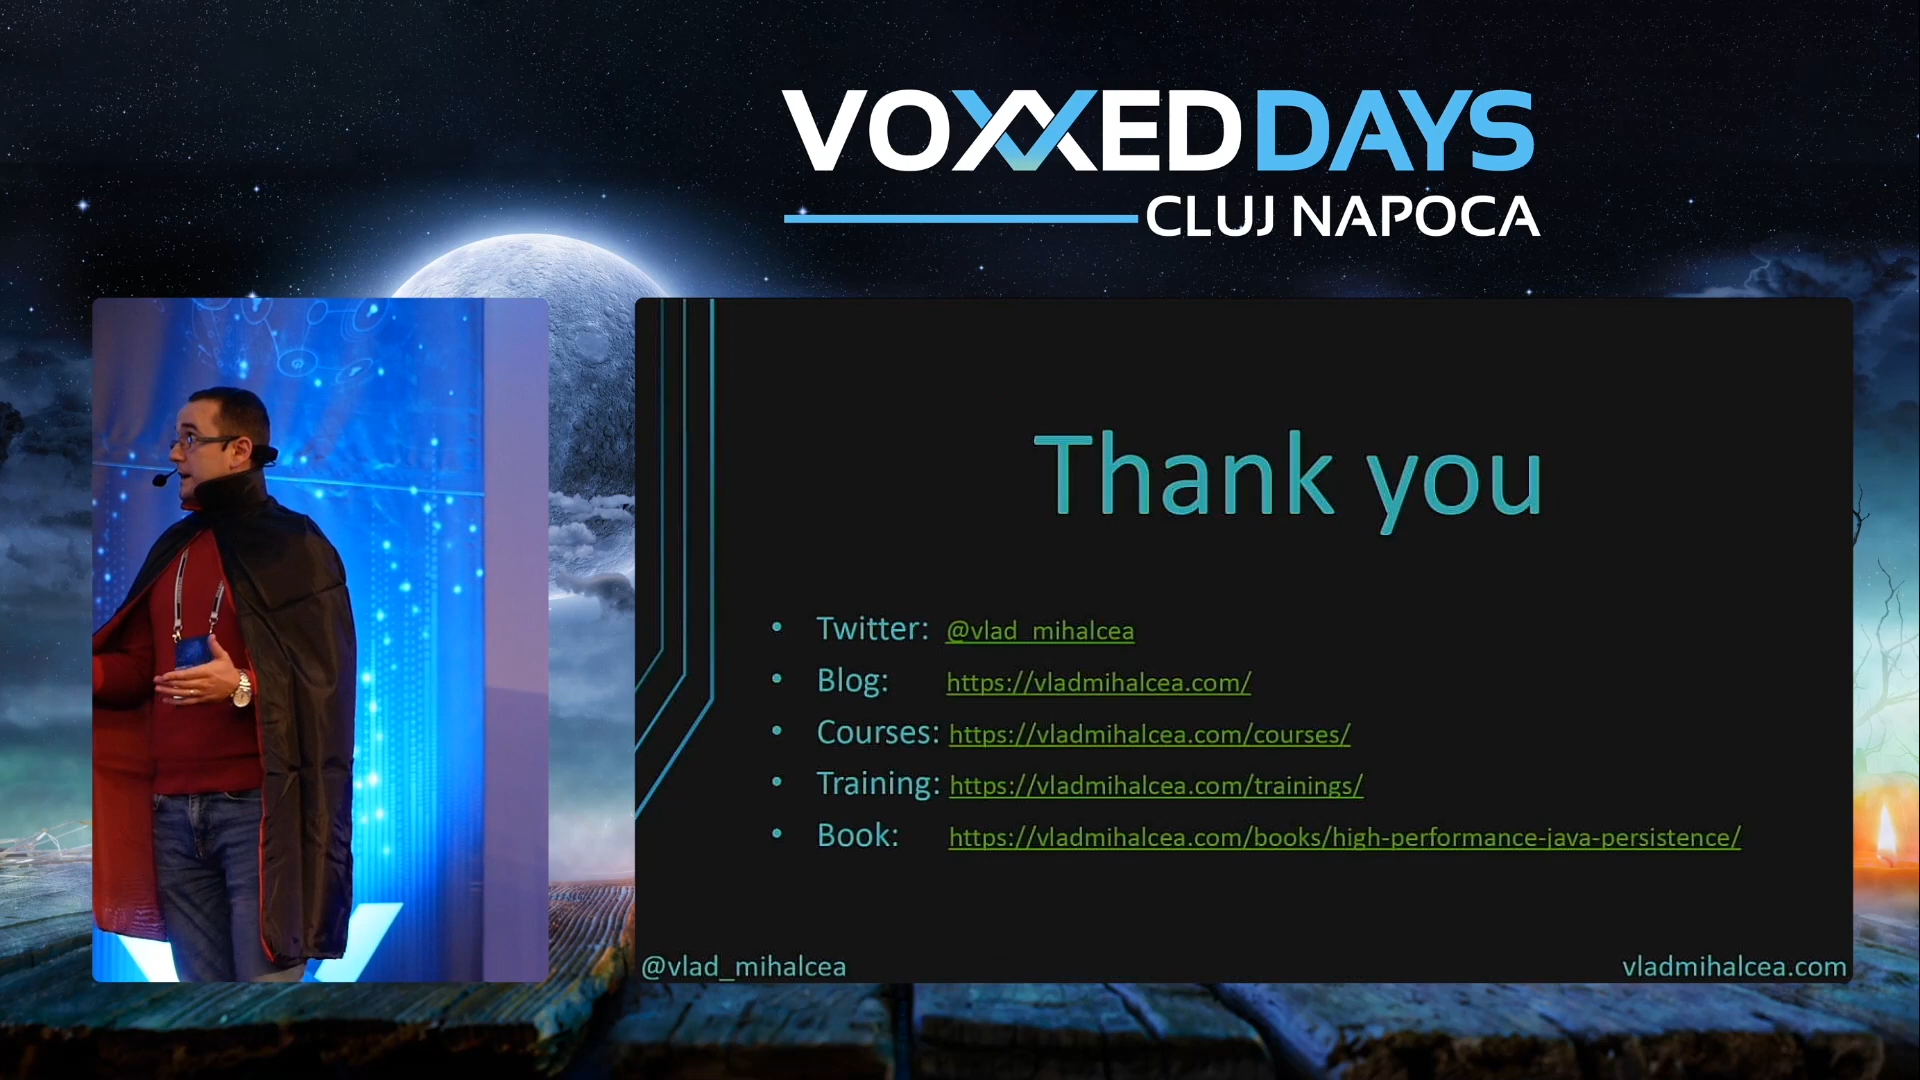 VOXXED DAYS
CLUJ NAPOCA
Thank you
• Twitter: @vlad_mihalcea
• Blog: https://vladmihalcea.com/
• Courses: https://vladmihalcea.com/courses/
• Training: https://vladmihalcea.com/trainings/
• Book: https://vladmihalcea.com/books/high-performance-java-persistence/
@vlad_mihalcea
vladmihalcea.com